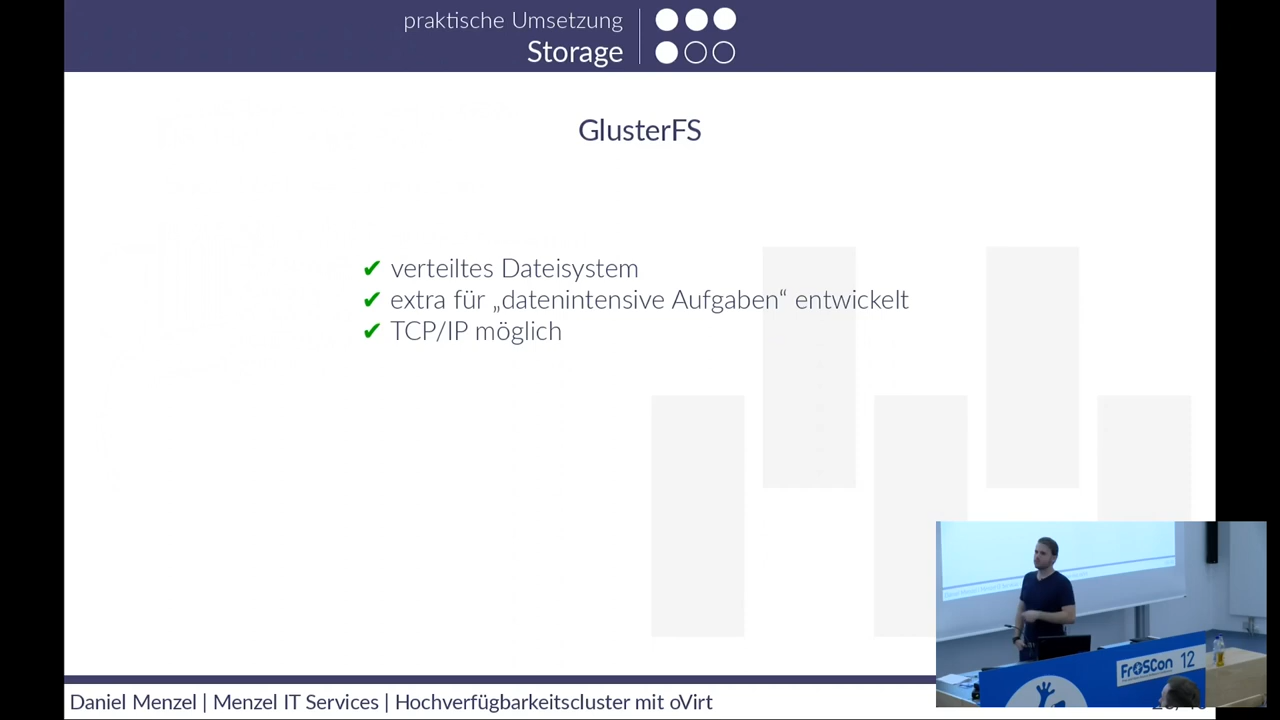 praktische Umsetzung
Storage
GlusterFS
✔ verteiltes Dateisystem
✔ extra für „datenintensive Aufgaben“ entwickelt
✔ TCP/IP möglich
Daniel Menzel | Menzel IT Services | Hochverfügbarkeitscluster mit oVirt
FrOSCon 12